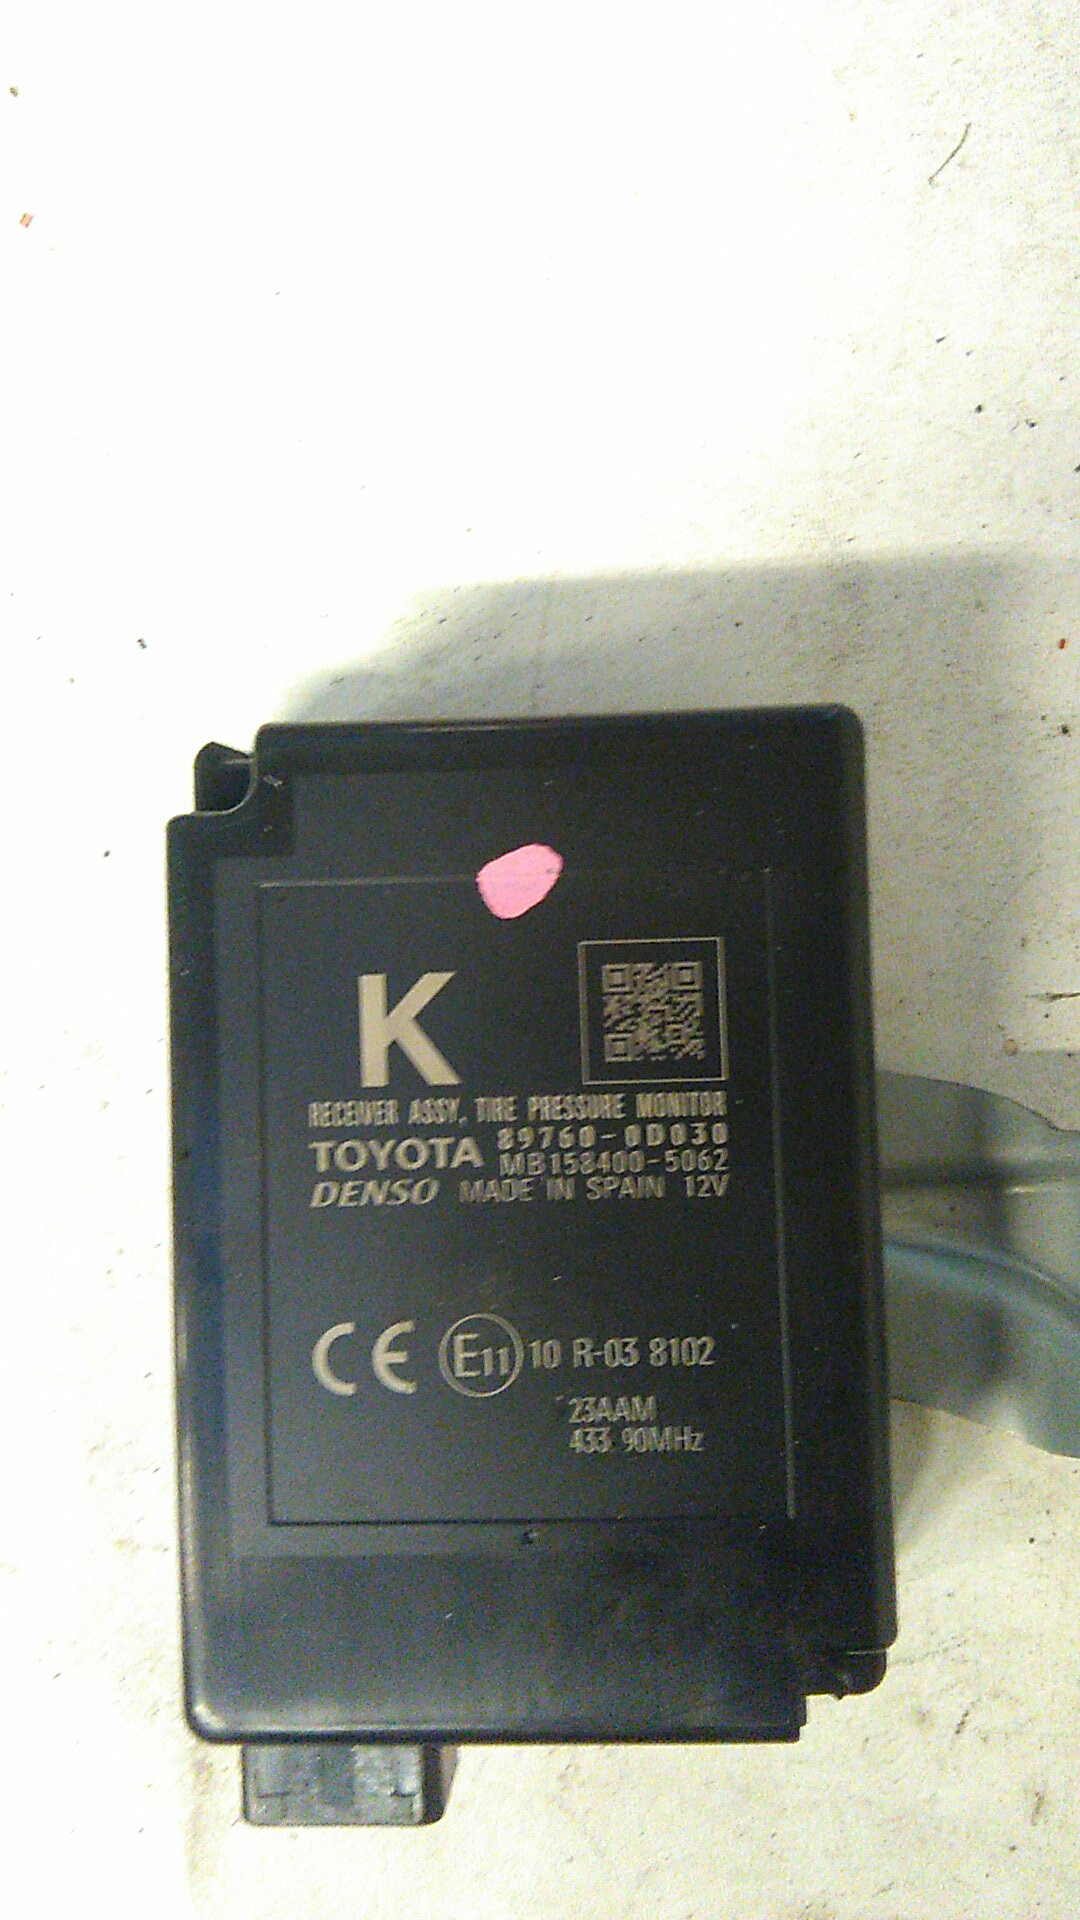 K
RECEIVER ASSY, TIRE PRESSURE MONITOR
TOYOTA 89760-0D030
MB158400-5062
DENSO MADE IN SPAIN 12V
CE E11 10 R-03 8102
23AAM
433.90MHz